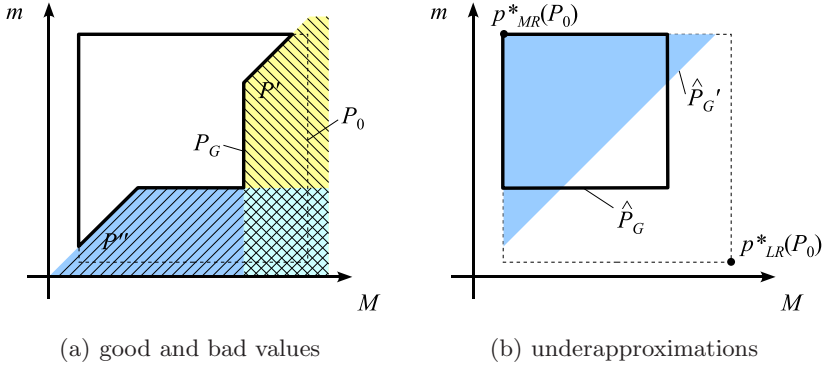 m
P'
P_G
P_0
P''
M
(a) good and bad values
m
p*_MR(P_0)
P̂_G'
P̂_G
p*_LR(P_0)
M
(b) underapproximations